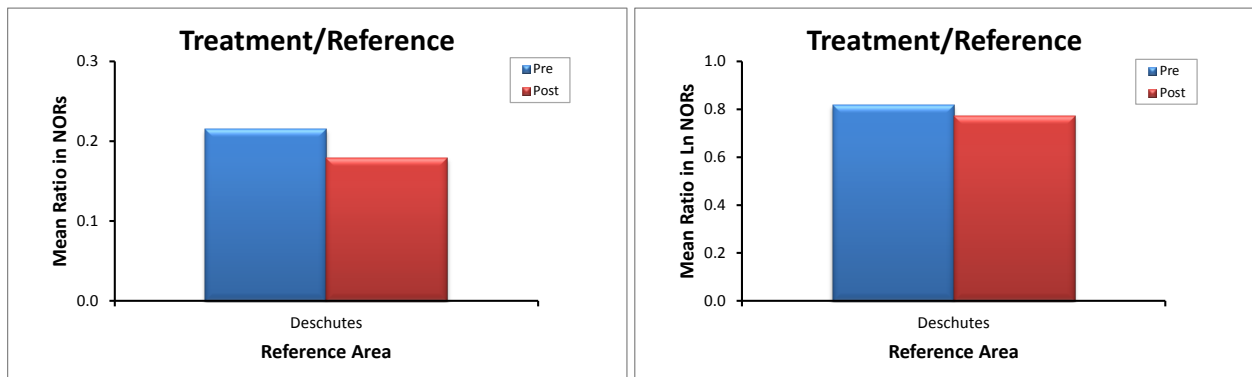 Treatment/Reference
Mean Ratio in NORs
0.3
0.2
0.1
0.0
Pre
Post
Deschutes
Reference Area
Treatment/Reference
Mean Ratio in Ln NORs
1.0
0.8
0.6
0.4
0.2
0.0
Pre
Post
Deschutes
Reference Area